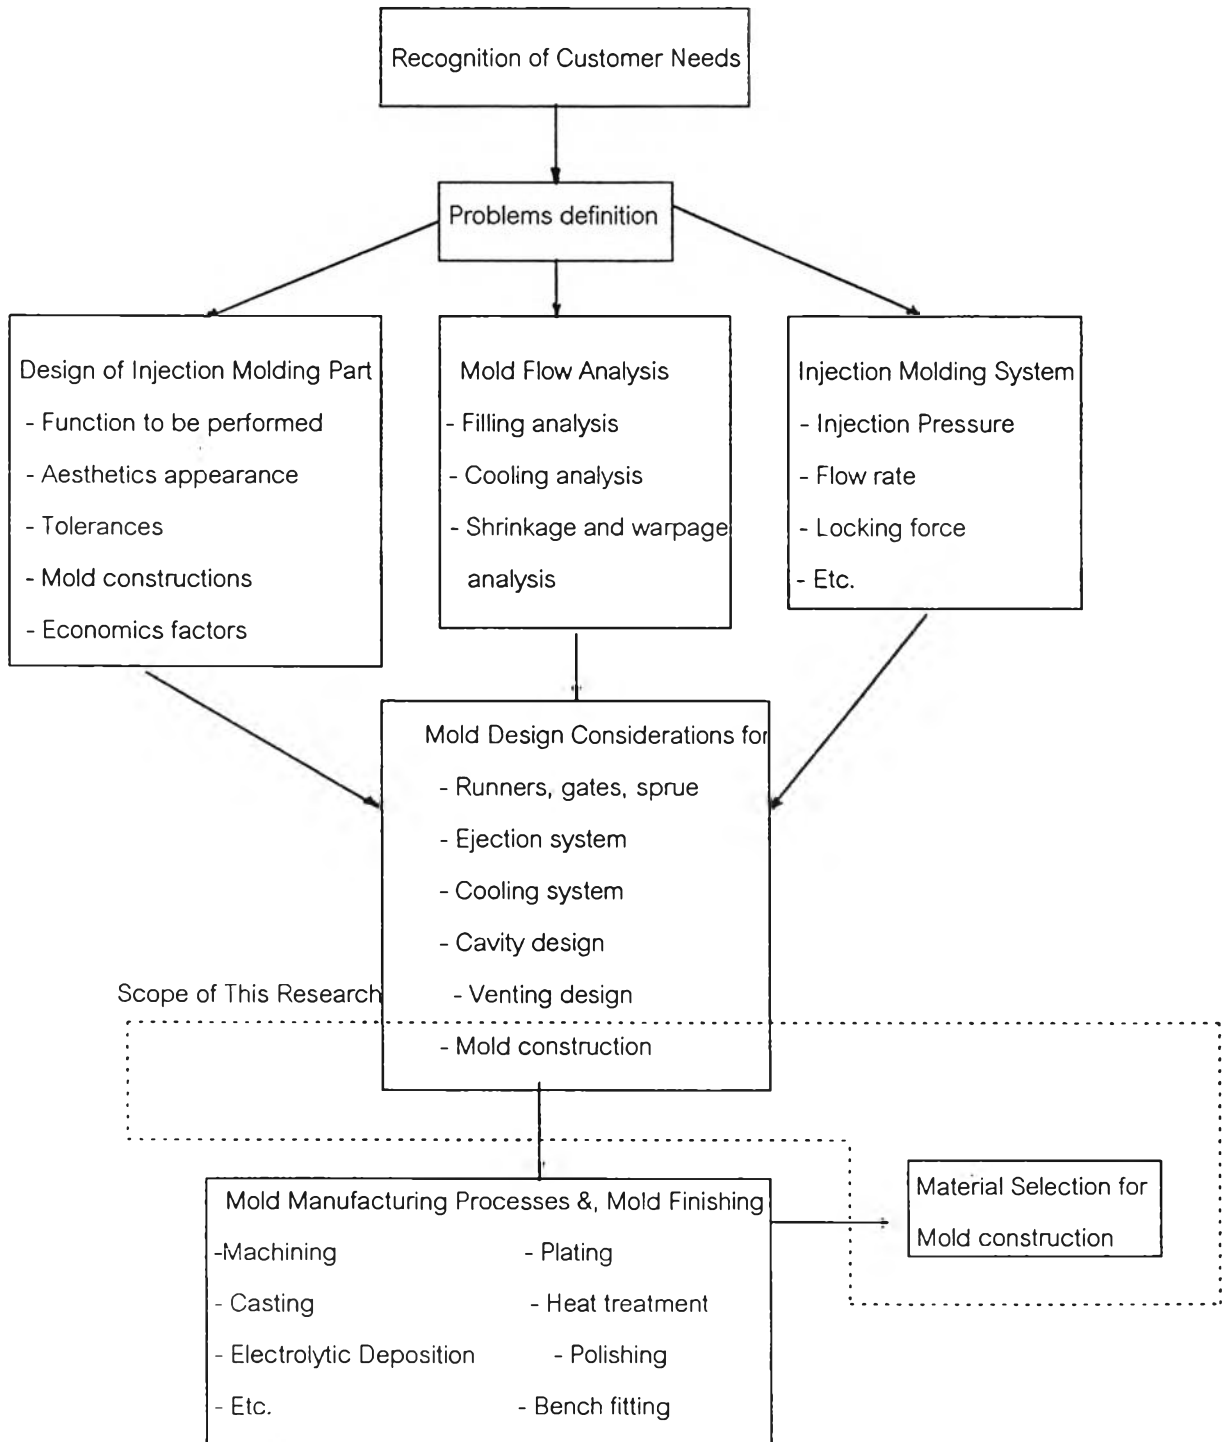 Recognition of Customer Needs
Problems definition
Design of Injection Molding Part
- Function to be performed
- Aesthetics appearance
- Tolerances
- Mold constructions
- Economics factors
Mold Flow Analysis
- Filling analysis
- Cooling analysis
- Shrinkage and warpage
analysis
Injection Molding System
- Injection Pressure
- Flow rate
- Locking force
- Etc.
Mold Design Considerations for
- Runners, gates, sprue
- Ejection system
- Cooling system
- Cavity design
- Venting design
- Mold construction
Scope of This Research
Mold Manufacturing Processes &, Mold Finishing
-Machining
- Casting
- Electrolytic Deposition
- Etc.
- Plating
- Heat treatment
- Polishing
- Bench fitting
Material Selection for
Mold construction